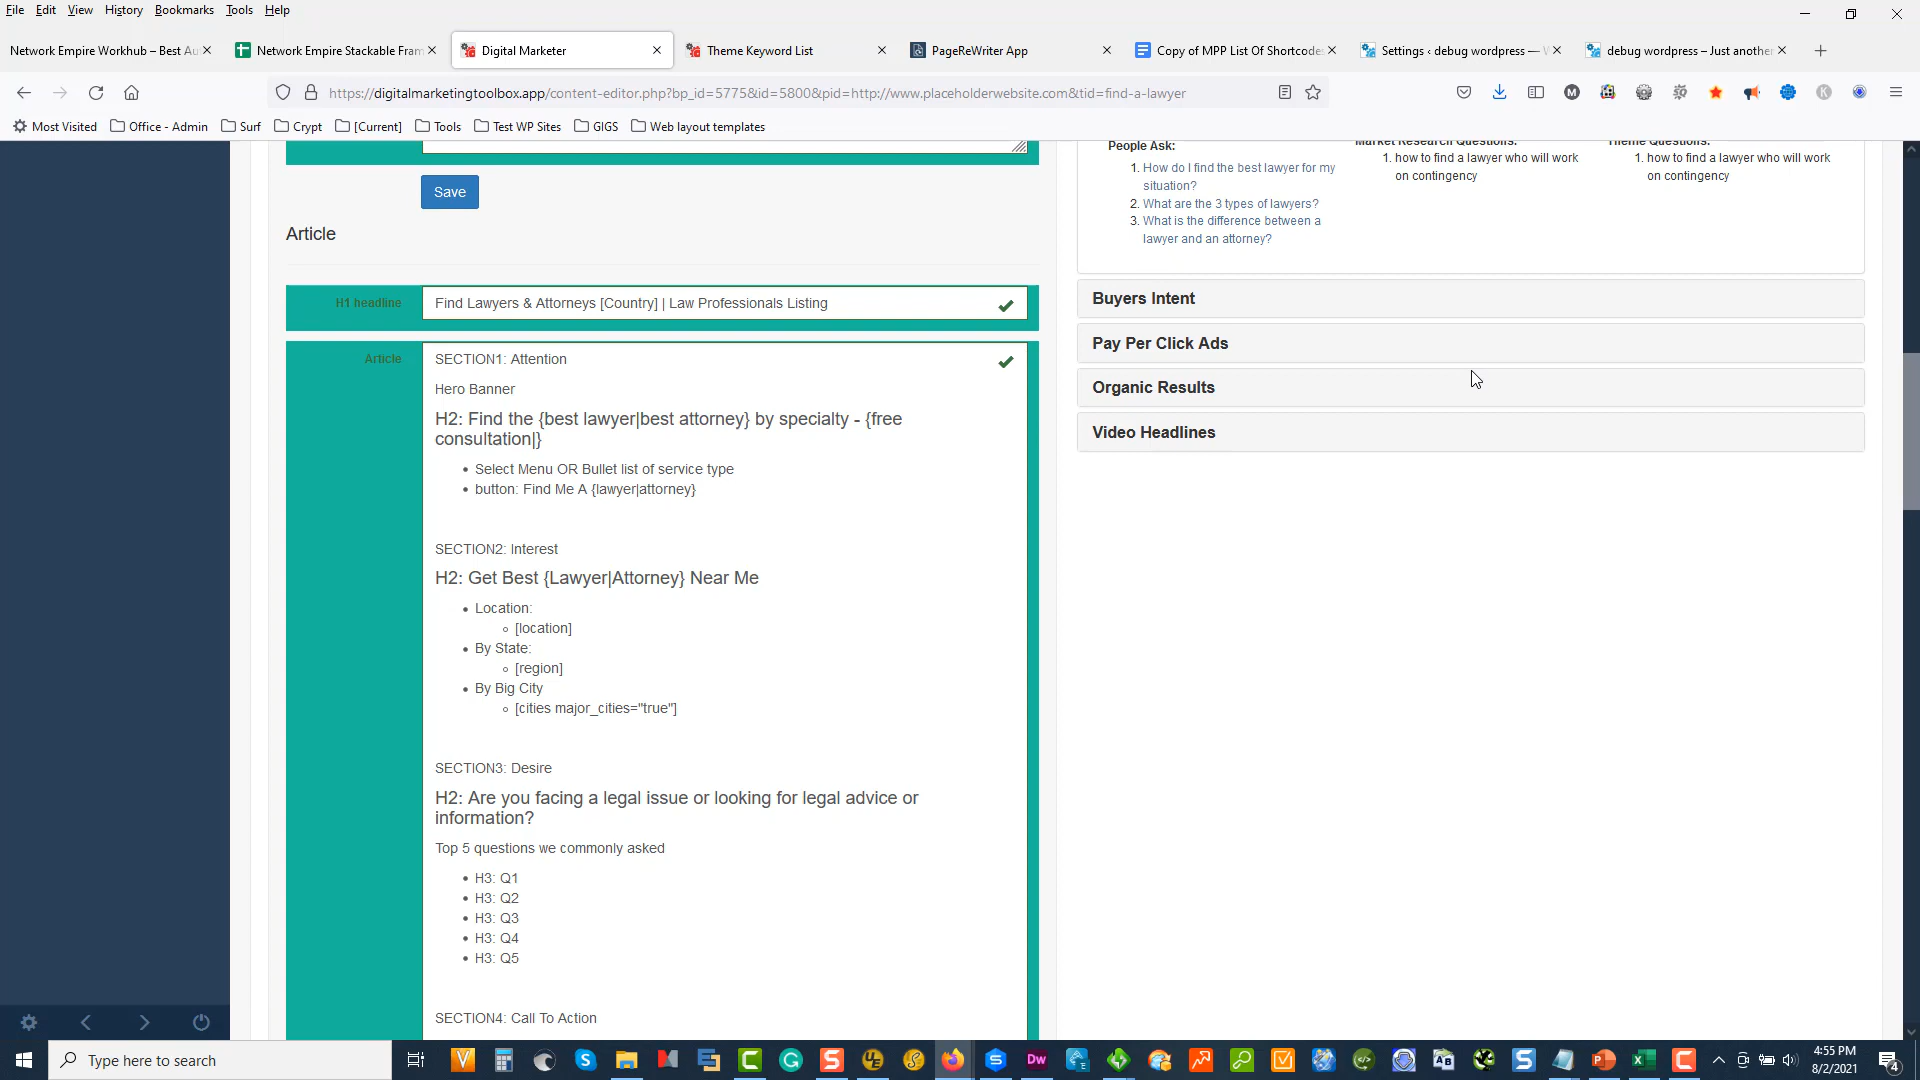 File Edit View History Bookmarks Tools Help
Network Empire Workhub – Best Au
Network Empire Stackable Fram
Digital Marketer
Theme Keyword List
PageReWriter App
Copy of MPP List Of Shortcodes
Settings ‹ debug wordpress — W
debug wordpress – Just another
https://digitalmarketingtoolbox.app/content-editor.php?bp_id=5775&id=5800&pid=http://www.placeholderwebsite.com&tid=find-a-lawyer
Most Visited Office - Admin Surf Crypt [Current] Tools Test WP Sites GIGS Web layout templates
Save
Article
H1 headline
Find Lawyers & Attorneys [Country] | Law Professionals Listing
Article
SECTION1: Attention
Hero Banner
H2: Find the {best lawyer|best attorney} by specialty - {free
consultation|}
Select Menu OR Bullet list of service type
button: Find Me A {lawyer|attorney}
SECTION2: Interest
H2: Get Best {Lawyer|Attorney} Near Me
Location:
[location]
By State:
[region]
By Big City
[cities major_cities="true"]
SECTION3: Desire
H2: Are you facing a legal issue or looking for legal advice or
information?
Top 5 questions we commonly asked
H3: Q1
H3: Q2
H3: Q3
H3: Q4
H3: Q5
SECTION4: Call To Action
People Ask:
1. How do I find the best lawyer for my
situation?
2. What are the 3 types of lawyers?
3. What is the difference between a
lawyer and an attorney?
Market Research Questions:
1. how to find a lawyer who will work
on contingency
Theme Questions:
1. how to find a lawyer who will work
on contingency
Buyers Intent
Pay Per Click Ads
Organic Results
Video Headlines
Type here to search
4:55 PM
8/2/2021
4